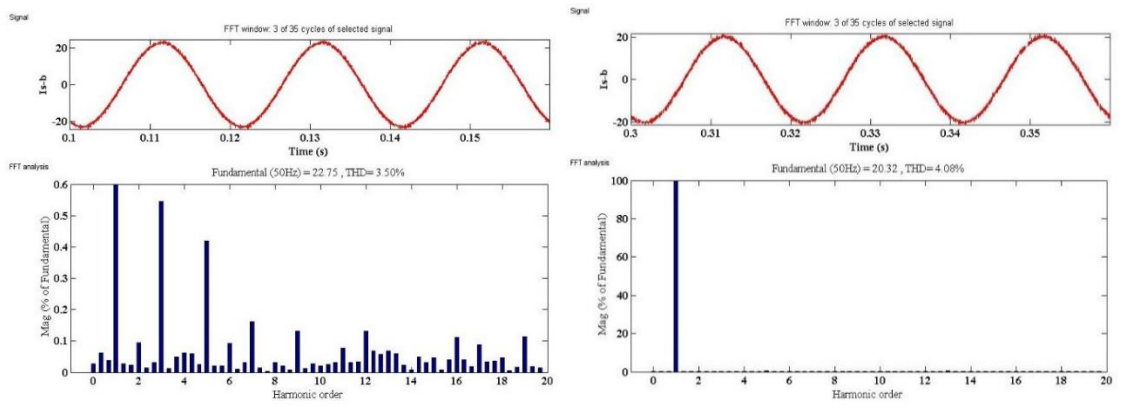 Signal
FFT window: 3 of 35 cycles of selected signal
20
0
-20
Is-b
0.1 0.11 0.12 0.13 0.14 0.15
Time (s)
FFT analysis
Fundamental (50Hz) = 22.75 , THD= 3.50%
0.6
0.5
0.4
0.3
0.2
0.1
0
Mag (% of Fundamental)
0 2 4 6 8 10 12 14 16 18 20
Harmonic order
Signal
FFT window: 3 of 35 cycles of selected signal
20
0
-20
Is-b
0.3 0.31 0.32 0.33 0.34 0.35
Time (s)
FFT analysis
Fundamental (50Hz) = 20.32 , THD= 4.08%
100
80
60
40
20
0
Mag (% of Fundamental)
0 2 4 6 8 10 12 14 16 18 20
Harmonic order